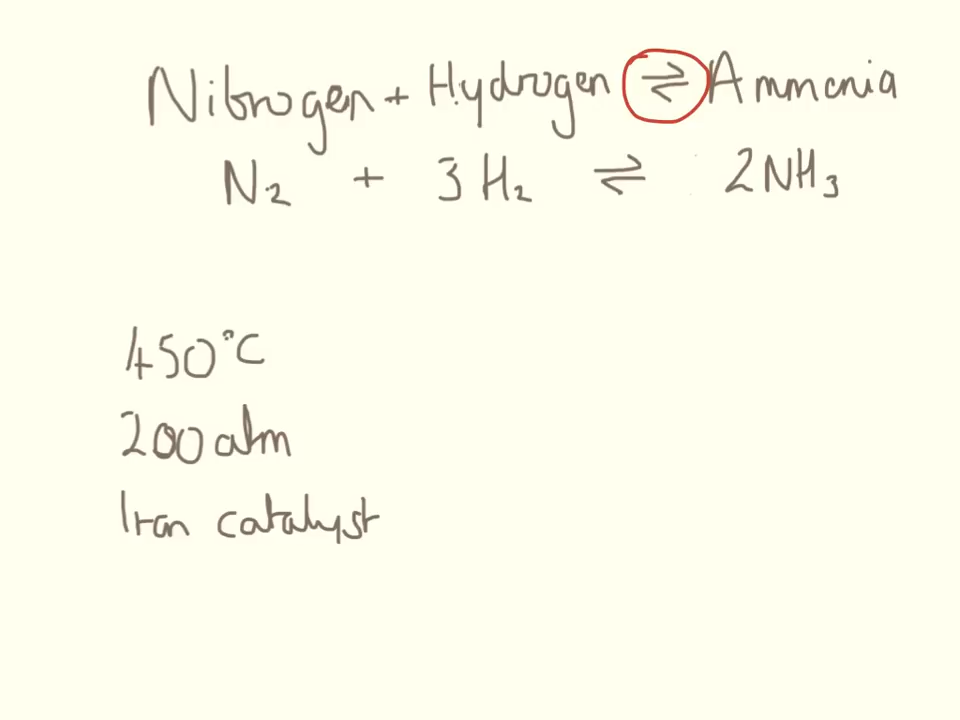 Nitrogen + Hydrogen ⇌ Ammonia
N₂ + 3H₂ ⇌ 2NH₃
450°C
200 atm
Iron catalyst